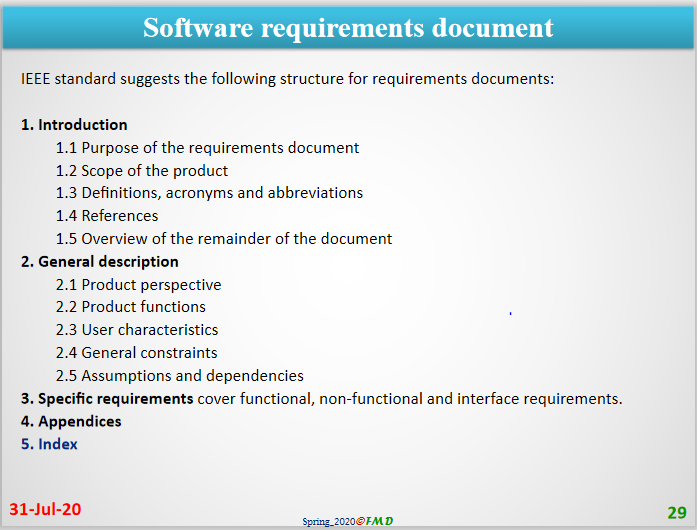 Software requirements document
IEEE standard suggests the following structure for requirements documents:
1. Introduction
1.1 Purpose of the requirements document
1.2 Scope of the product
1.3 Definitions, acronyms and abbreviations
1.4 References
1.5 Overview of the remainder of the document
2. General description
2.1 Product perspective
2.2 Product functions
2.3 User characteristics
2.4 General constraints
2.5 Assumptions and dependencies
3. Specific requirements cover functional, non-functional and interface requirements.
4. Appendices
5. Index
31-Jul-20
Spring_2020©FMD
29